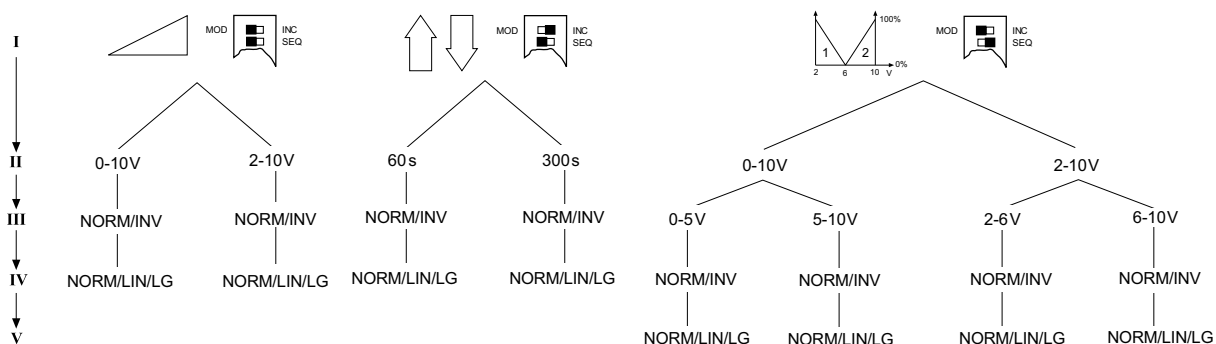 I
MOD INC
SEQ
MOD INC
SEQ
1 2
100%
0%
2 6 10 V
MOD INC
SEQ
II 0-10V 2-10V 60s 300s 0-10V 2-10V
III NORM/INV NORM/INV NORM/INV NORM/INV 0-5V 5-10V 2-6V 6-10V
IV NORM/LIN/LG NORM/LIN/LG NORM/LIN/LG NORM/LIN/LG NORM/INV NORM/INV NORM/INV NORM/INV
V NORM/LIN/LG NORM/LIN/LG NORM/LIN/LG NORM/LIN/LG